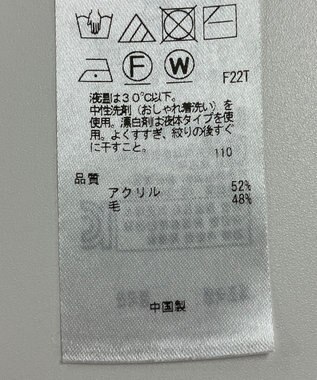 F W F22T
液温は30℃以下。
中性洗剤(おしゃれ着洗い)を
使用。漂白剤は液体タイプを使
用。よくすすぎ、絞りの後すぐ
に干すこと。
110
品質
アクリル 52%
毛 48%
中国製